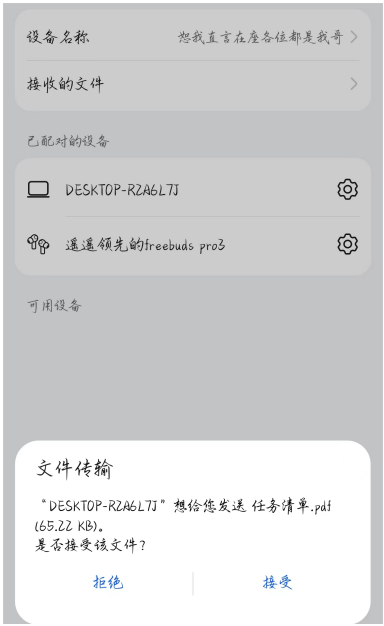 设备名称 恕我直言在座各位都是我哥
接收的文件
已配对的设备
DESKTOP-RZA6L7J
遥遥领先的freebuds pro3
可用设备
文件传输
“DESKTOP-RZA6L7J”想给您发送 任务清单.pdf
(65.22 KB)。
是否接受该文件？
拒绝 接受